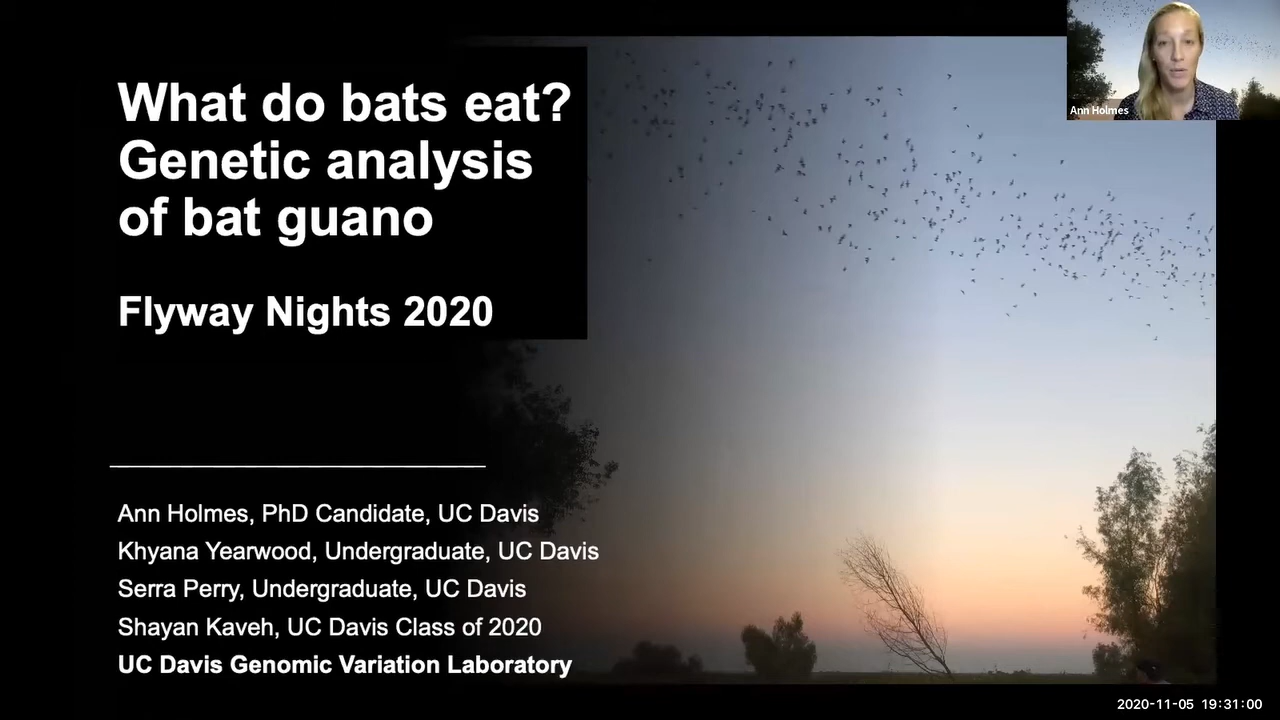 What do bats eat?
Genetic analysis
of bat guano
Flyway Nights 2020
Ann Holmes, PhD Candidate, UC Davis
Khyana Yearwood, Undergraduate, UC Davis
Serra Perry, Undergraduate, UC Davis
Shayan Kaveh, UC Davis Class of 2020
UC Davis Genomic Variation Laboratory
Ann Holmes
2020-11-05 19:31:00